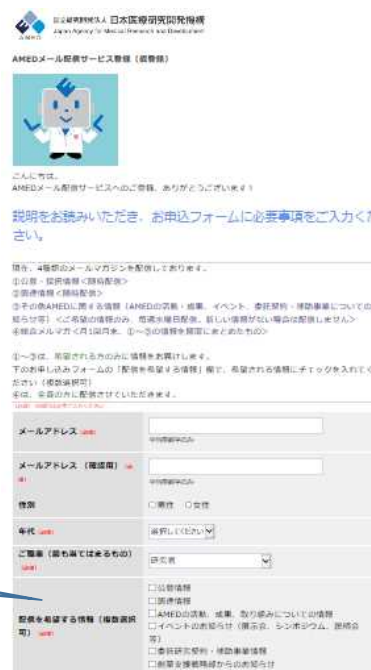 国立研究開発法人 日本医療研究開発機構
Japan Agency for Medical Research and Development
AMED
AMEDメール配信サービス登録（仮登録）
こんにちは。
AMEDメール配信サービスへのご登録、ありがとうございます！
説明をお読みいただき、お申込フォームに必要事項をご入力くだ
さい。
現在、4種類のメールマガジンを配信しております。
①公募・採択情報<随時配信>
②調達情報<随時配信>
③その他AMEDに関する情報（AMEDの活動・成果、イベント、委託契約・補助事業についての
知らせ等）<ご希望の情報のみ、毎週水曜日配信。新しい情報がない場合は配信しません>
④総合メルマガ<月1回月末、①～③の情報を簡潔にまとめたもの>
①～③は、希望される方のみに情報をお届けします。
下のお申し込みフォームの「配信を希望する情報」欄で、希望される情報にチェックを入れてく
ださい（複数選択可）
④は、全員の方に配信させていただきます。
メールアドレス (必須)
半角英数字のみ
メールアドレス （確認用） (必
須)
半角英数字のみ
性別 男性 女性
年代 (必須) 選択してください
ご職業（最も当てはまるもの） 研究者
(必須)
公募情報
調達情報
配信を希望する情報（複数選択 AMEDの活動、成果、取り組みについての情報
可） (必須) イベントのお知らせ（展示会、シンポジウム、説明会
等）
委託研究契約・補助事業情報
創薬支援戦略部からのお知らせ